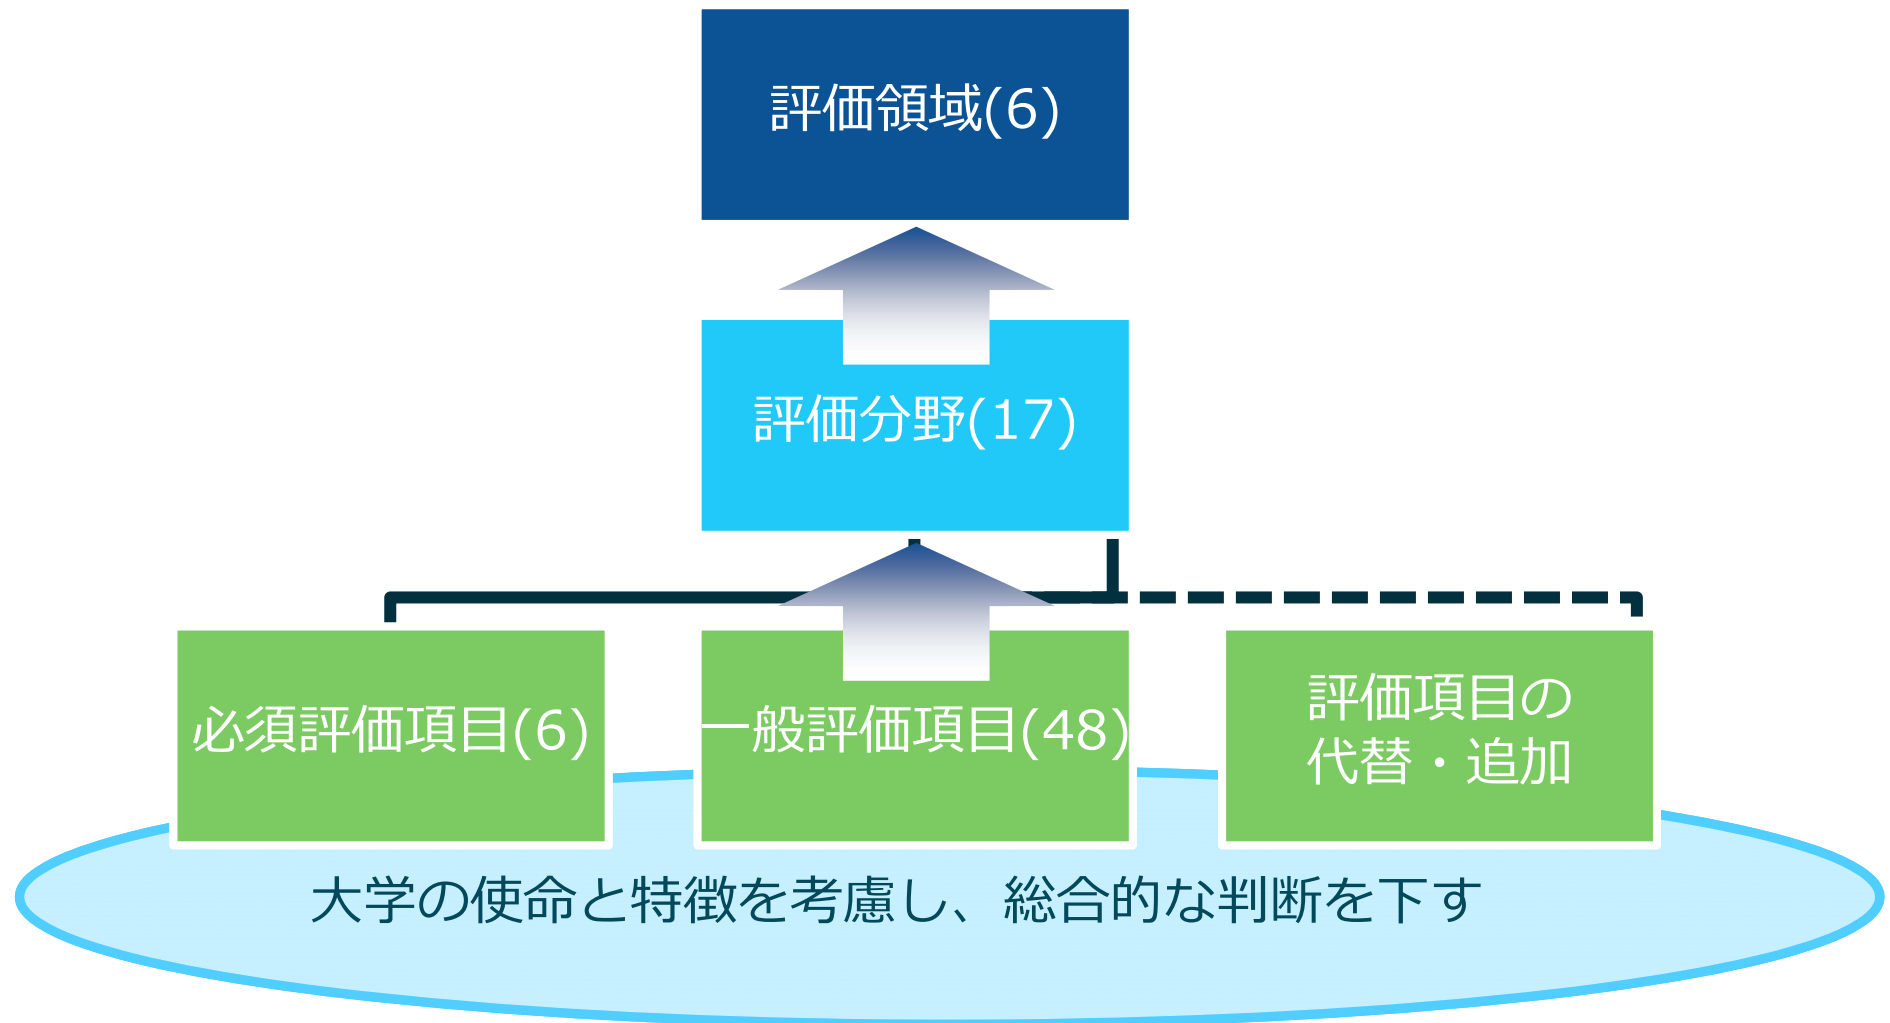 評価領域(6)
評価分野(17)
必須評価項目(6)
一般評価項目(48)
評価項目の
代替・追加
大学の使命と特徴を考慮し、総合的な判断を下す